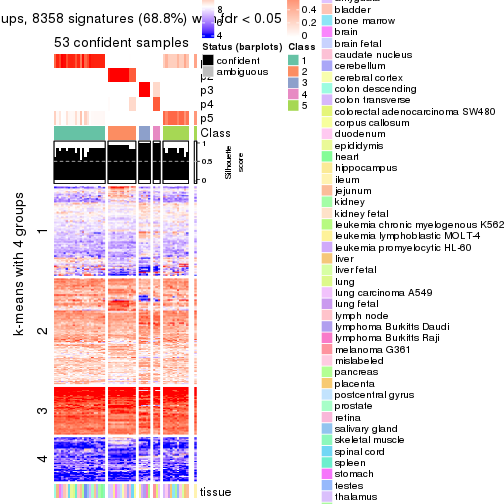 ups, 8358 signatures (68.8%) with fdr < 0.05
53 confident samples
p2
p3
p4
p5
Class
1
0.5
0
Silhouette
score
k-means with 4 groups
1
2
3
4
tissue
8
6
0.4
0.2
0
Status (barplots)
confident
ambiguous
Class
1
2
3
4
5
bladder
bone marrow
brain
brain fetal
caudate nucleus
cerebellum
cerebral cortex
colon descending
colon transverse
colorectal adenocarcinoma SW480
corpus callosum
duodenum
epididymis
heart
hippocampus
ileum
jejunum
kidney
kidney fetal
leukemia chronic myelogenous K562
leukemia lymphoblastic MOLT-4
leukemia promyelocytic HL-60
liver
liver fetal
lung
lung carcinoma A549
lung fetal
lymph node
lymphoma Burkitts Daudi
lymphoma Burkitts Raji
melanoma G361
mislabeled
pancreas
placenta
postcentral gyrus
prostate
retina
salivary gland
skeletal muscle
spinal cord
spleen
stomach
testes
thalamus